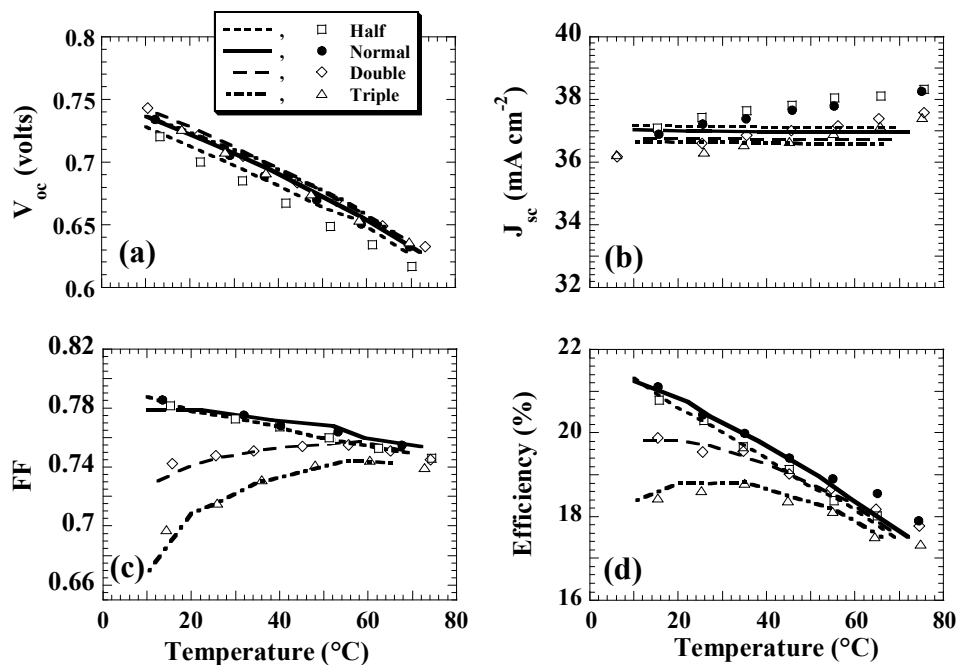 , Half
, Normal
, Double
, Triple
0.8
0.75
0.7
0.65
0.6
V_oc (volts)
(a)
40
38
36
34
32
J_sc (mA cm⁻²)
(b)
0.82
0.78
0.74
0.7
0.66
FF
(c)
0 20 40 60 80
Temperature (°C)
22
20
18
16
Efficiency (%)
(d)
0 20 40 60 80
Temperature (°C)